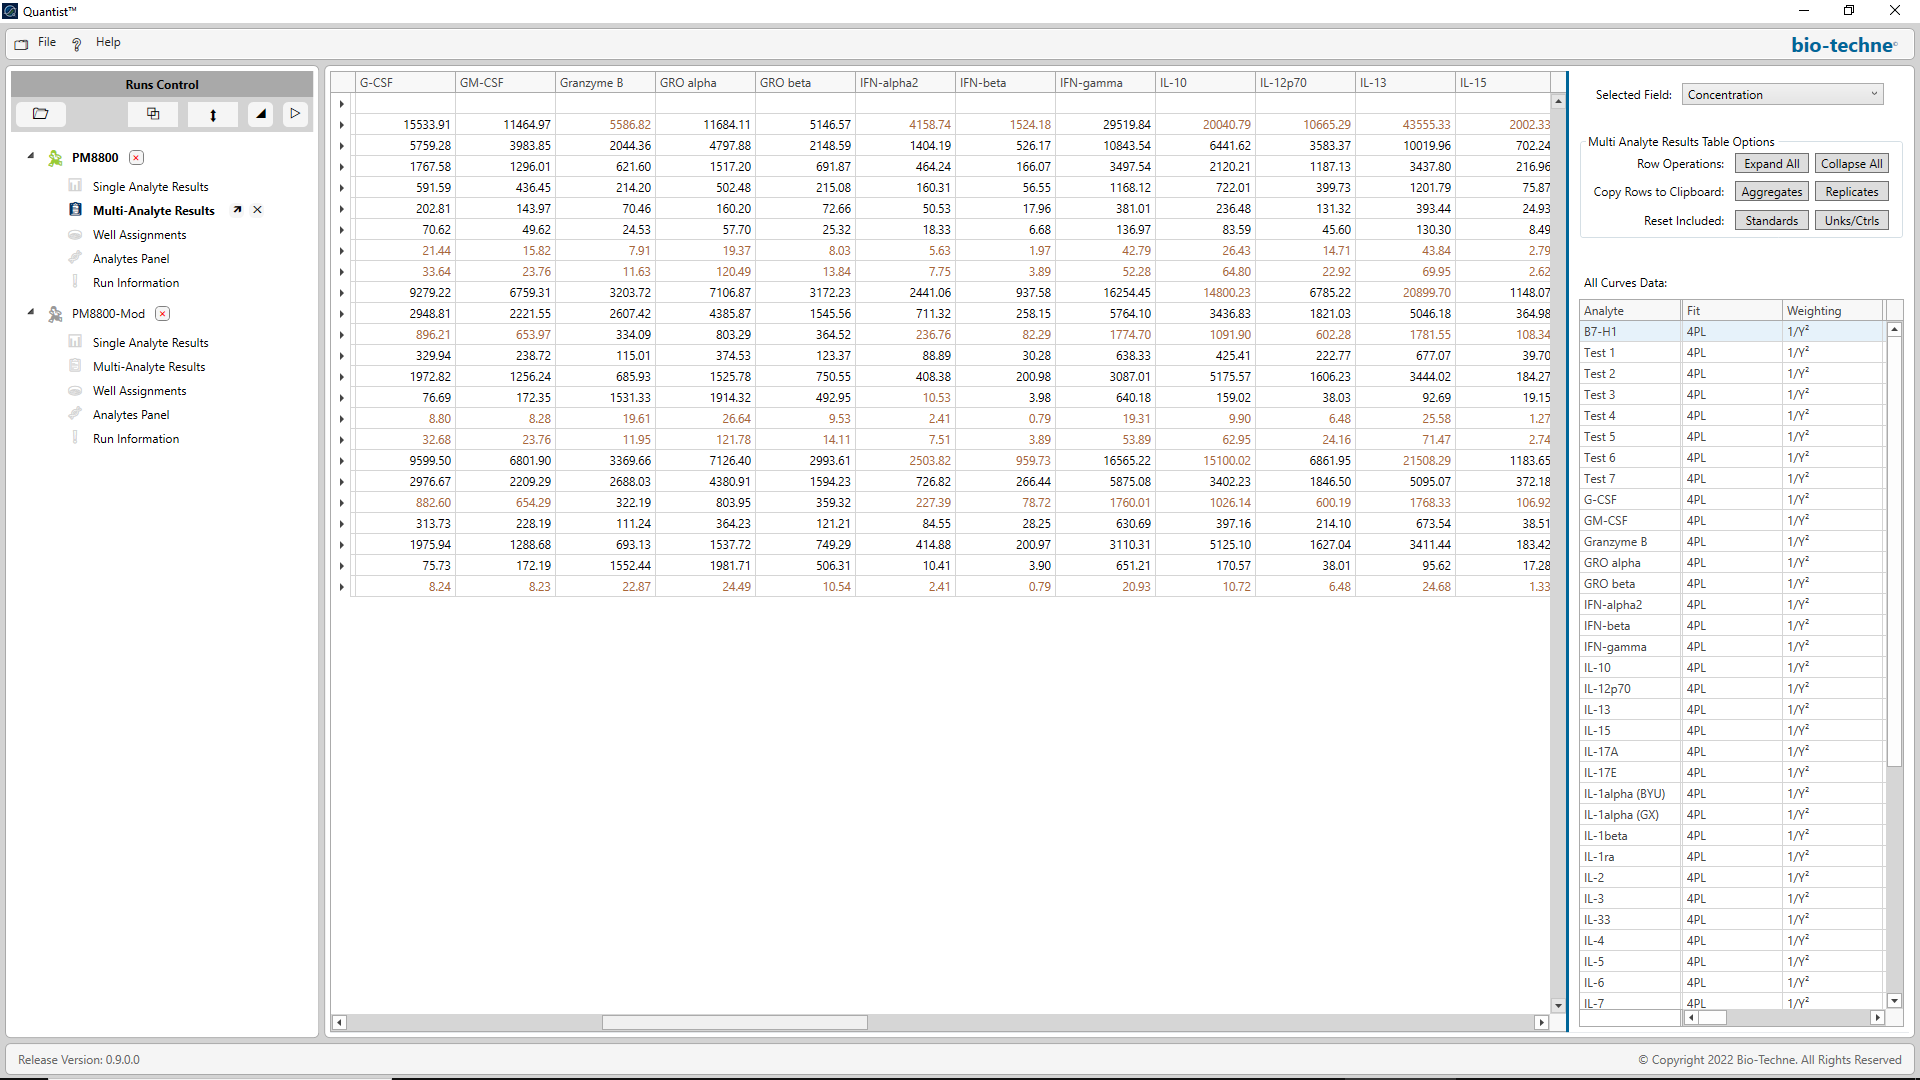 Quantist™
File ? Help
bio-techne
Runs Control
PM8800
Single Analyte Results
Multi-Analyte Results
Well Assignments
Analytes Panel
Run Information
PM8800-Mod
Single Analyte Results
Multi-Analyte Results
Well Assignments
Analytes Panel
Run Information
G-CSF GM-CSF Granzyme B GRO alpha GRO beta IFN-alpha2 IFN-beta IFN-gamma IL-10 IL-12p70 IL-13 IL-15
15533.91 11464.97 5586.82 11684.11 5146.57 4158.74 1524.18 29519.84 20040.79 10665.29 43555.33 2002.33
5759.28 3983.85 2044.36 4797.88 2148.59 1404.19 526.17 10843.54 6441.62 3583.37 10019.96 702.24
1767.58 1296.01 621.60 1517.20 691.87 464.24 166.07 3497.54 2120.21 1187.13 3437.80 216.96
591.59 436.45 214.20 502.48 215.08 160.31 56.55 1168.12 722.01 399.73 1201.79 75.87
202.81 143.97 70.46 160.20 72.66 50.53 17.96 381.01 236.48 131.32 393.44 24.93
70.62 49.62 24.53 57.70 25.32 18.33 6.68 136.97 83.59 45.60 130.30 8.49
21.44 15.82 7.91 19.37 8.03 5.63 1.97 42.79 26.43 14.71 43.84 2.79
33.64 23.76 11.63 120.49 13.84 7.75 3.89 52.28 64.80 22.92 69.95 2.62
9279.22 6759.31 3203.72 7106.87 3172.23 2441.06 937.58 16254.45 14800.23 6785.22 20899.70 1148.07
2948.81 2221.55 2607.42 4385.87 1545.56 711.32 258.15 5764.10 3436.83 1821.03 5046.18 364.98
896.21 653.97 334.09 803.29 364.52 236.76 82.29 1774.70 1091.90 602.28 1781.55 108.34
329.94 238.72 115.01 374.53 123.37 88.89 30.28 638.33 425.41 222.77 677.07 39.70
1972.82 1256.24 685.93 1525.78 750.55 408.38 200.98 3087.01 5175.57 1606.23 3444.02 184.27
76.69 172.35 1531.33 1914.32 492.95 10.53 3.98 640.18 159.02 38.03 92.69 19.15
8.80 8.28 19.61 26.64 9.53 2.41 0.79 19.31 9.90 6.48 25.58 1.27
32.68 23.76 11.95 121.78 14.11 7.51 3.89 53.89 62.95 24.16 71.47 2.74
9599.50 6801.90 3369.66 7126.40 2993.61 2503.82 959.73 16565.22 15100.02 6861.95 21508.29 1183.65
2976.67 2209.29 2688.03 4380.91 1594.23 726.82 266.44 5875.08 3402.23 1846.50 5095.07 372.18
882.60 654.29 322.19 803.95 359.32 227.39 78.72 1760.01 1026.14 600.19 1768.33 106.92
313.73 228.19 111.24 364.23 121.21 84.55 28.25 630.69 397.16 214.10 673.54 38.51
1975.94 1288.68 693.13 1537.72 749.29 414.88 200.97 3110.31 5125.10 1627.04 3411.44 183.42
75.73 172.19 1552.44 1981.71 506.31 10.41 3.90 651.21 170.57 38.01 95.62 17.28
8.24 8.23 22.87 24.49 10.54 2.41 0.79 20.93 10.72 6.48 24.68 1.33
Selected Field: Concentration
Multi Analyte Results Table Options
Row Operations: Expand All Collapse All
Copy Rows to Clipboard: Aggregates Replicates
Reset Included: Standards Unks/Ctrls
All Curves Data:
Analyte Fit Weighting
B7-H1 4PL 1/Y²
Test 1 4PL 1/Y²
Test 2 4PL 1/Y²
Test 3 4PL 1/Y²
Test 4 4PL 1/Y²
Test 5 4PL 1/Y²
Test 6 4PL 1/Y²
Test 7 4PL 1/Y²
G-CSF 4PL 1/Y²
GM-CSF 4PL 1/Y²
Granzyme B 4PL 1/Y²
GRO alpha 4PL 1/Y²
GRO beta 4PL 1/Y²
IFN-alpha2 4PL 1/Y²
IFN-beta 4PL 1/Y²
IFN-gamma 4PL 1/Y²
IL-10 4PL 1/Y²
IL-12p70 4PL 1/Y²
IL-13 4PL 1/Y²
IL-15 4PL 1/Y²
IL-17A 4PL 1/Y²
IL-17E 4PL 1/Y²
IL-1alpha (BYU) 4PL 1/Y²
IL-1alpha (GX) 4PL 1/Y²
IL-1beta 4PL 1/Y²
IL-1ra 4PL 1/Y²
IL-2 4PL 1/Y²
IL-3 4PL 1/Y²
IL-33 4PL 1/Y²
IL-4 4PL 1/Y²
IL-5 4PL 1/Y²
IL-6 4PL 1/Y²
IL-7 4PL 1/Y²
Release Version: 0.9.0.0
© Copyright 2022 Bio-Techne. All Rights Reserved